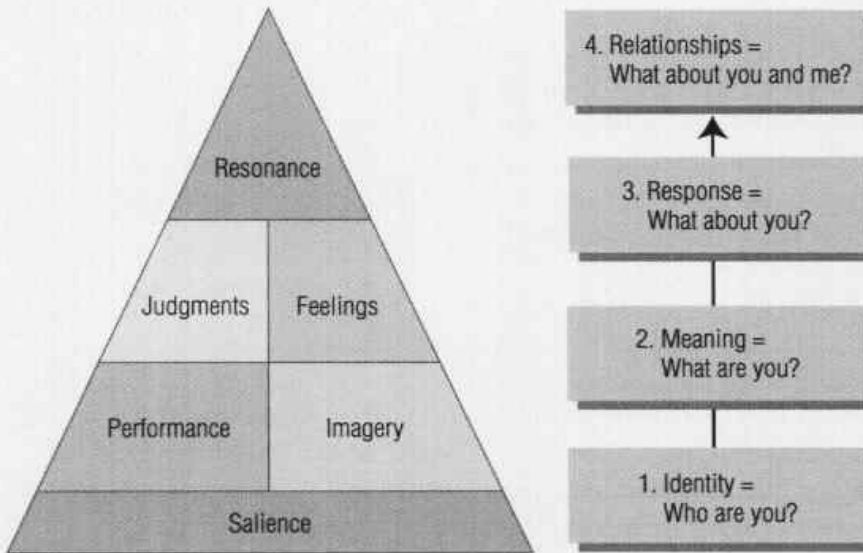 Resonance
Judgments
Feelings
Performance
Imagery
Salience
4. Relationships =
What about you and me?
3. Response =
What about you?
2. Meaning =
What are you?
1. Identity =
Who are you?